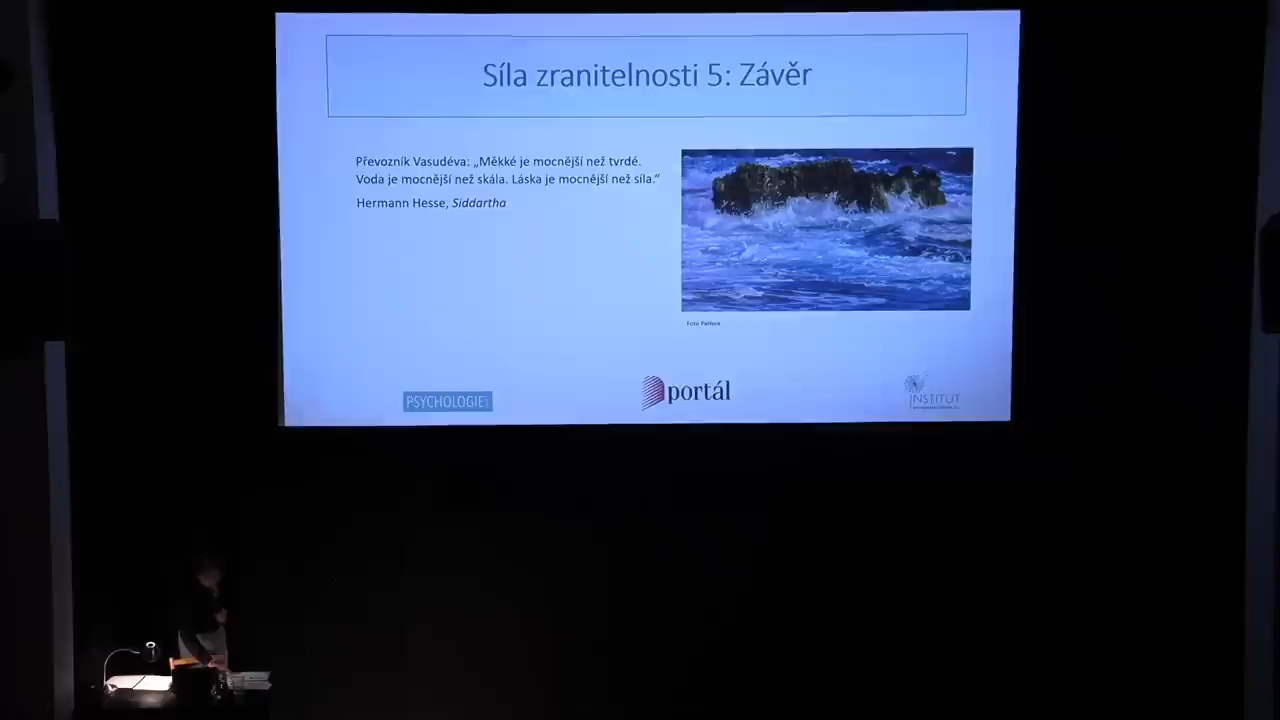 Síla zranitelnosti 5: Závěr
Převozník Vasudéva: „Měkké je mocnější než tvrdé.
Voda je mocnější než skála. Láska je mocnější než síla.“
Hermann Hesse, Siddartha
Foto
PSYCHOLOGIE
portál
INSTITUT